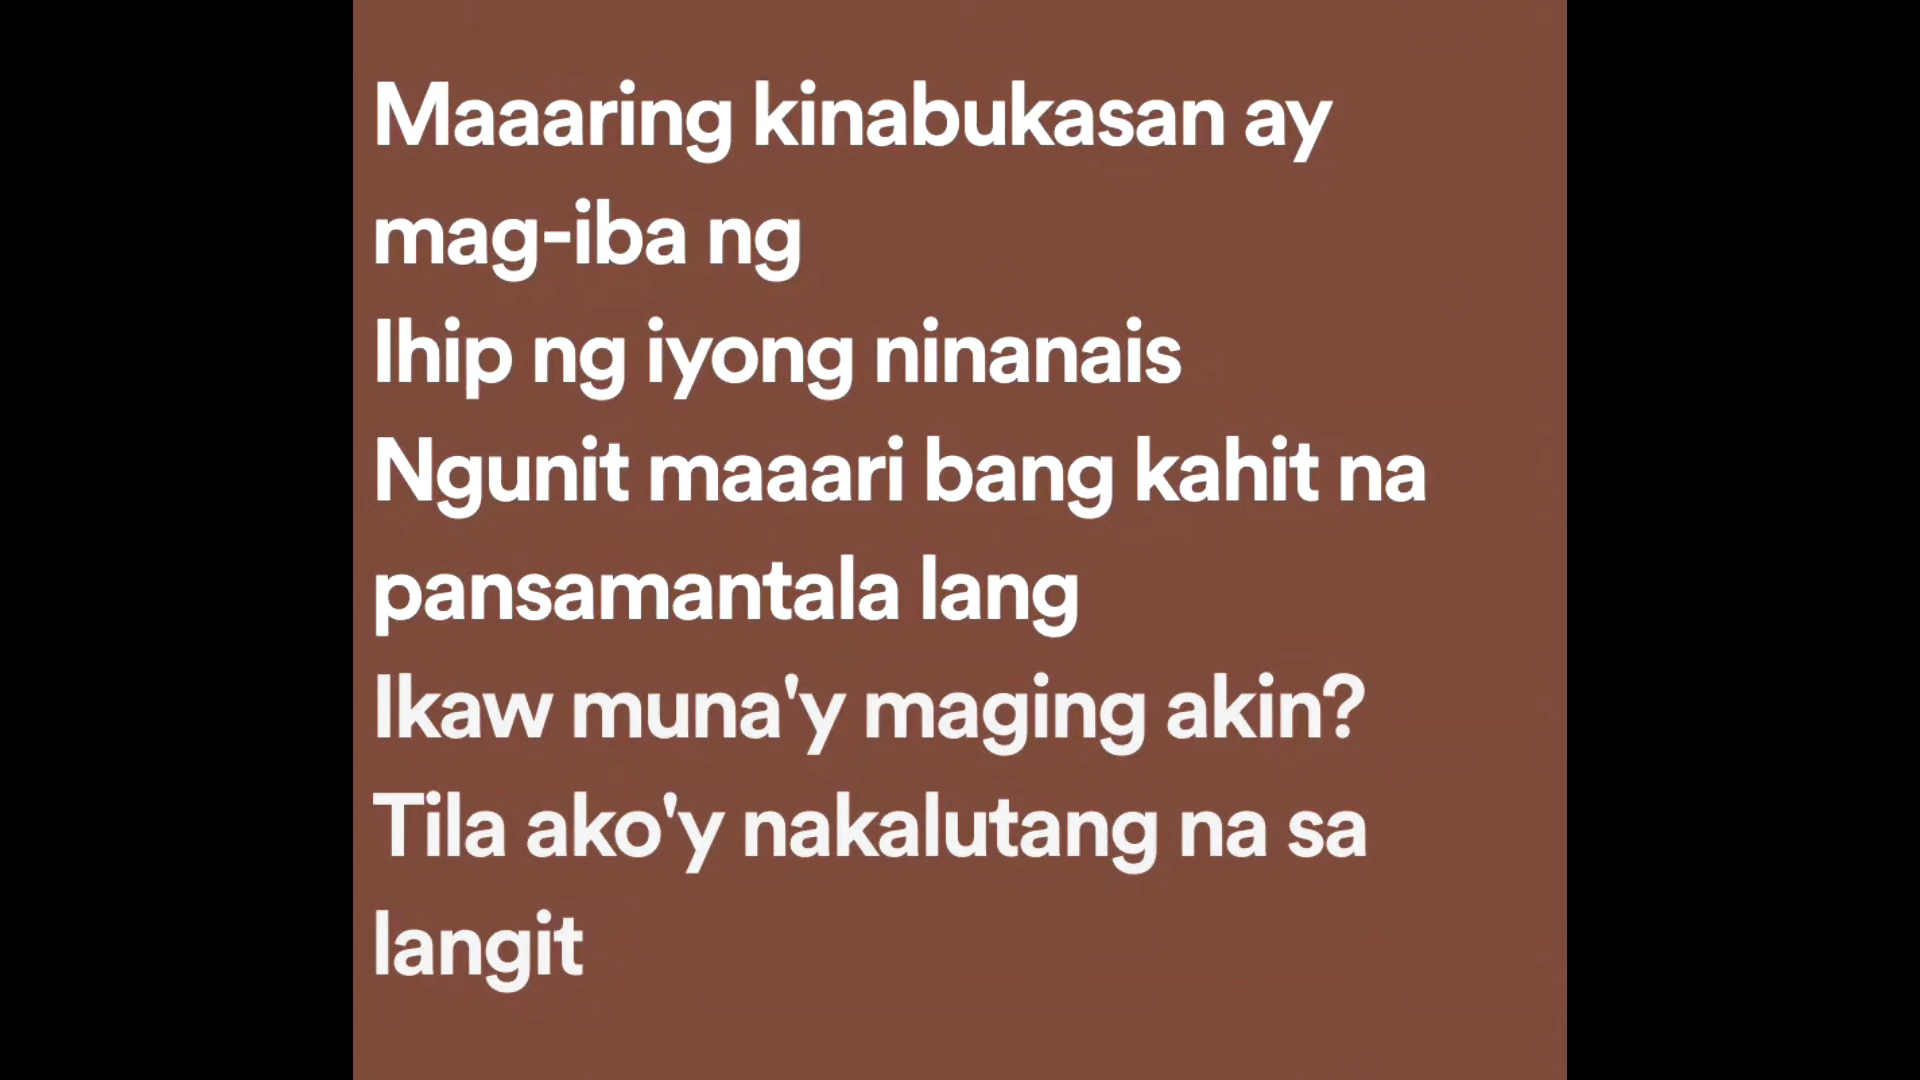 Maaaring kinabukasan ay
mag-iba ng
Ihip ng iyong ninanais
Ngunit maaari bang kahit na
pansamantala lang
Ikaw muna'y maging akin?
Tila ako'y nakalutang na sa
langit